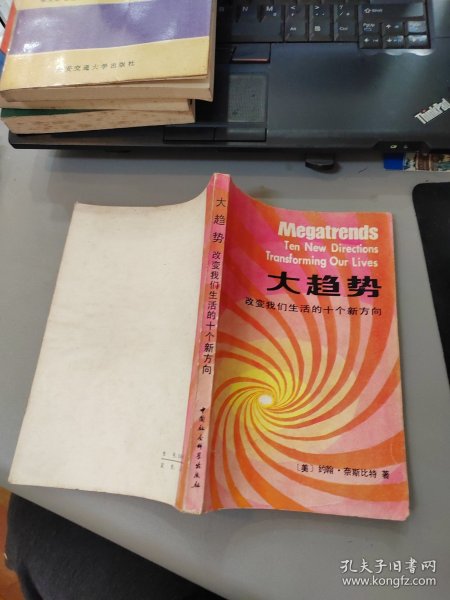 西安交通大学出版社
ThinkPad
大趋势 改变我们生活的十个新方向
中国社会科学出版社
Megatrends
Ten New Directions
Transforming Our Lives
大趋势
改变我们生活的十个新方向
〔美〕约翰·奈斯比特 著
孔夫子旧书网
www.kongfz.com